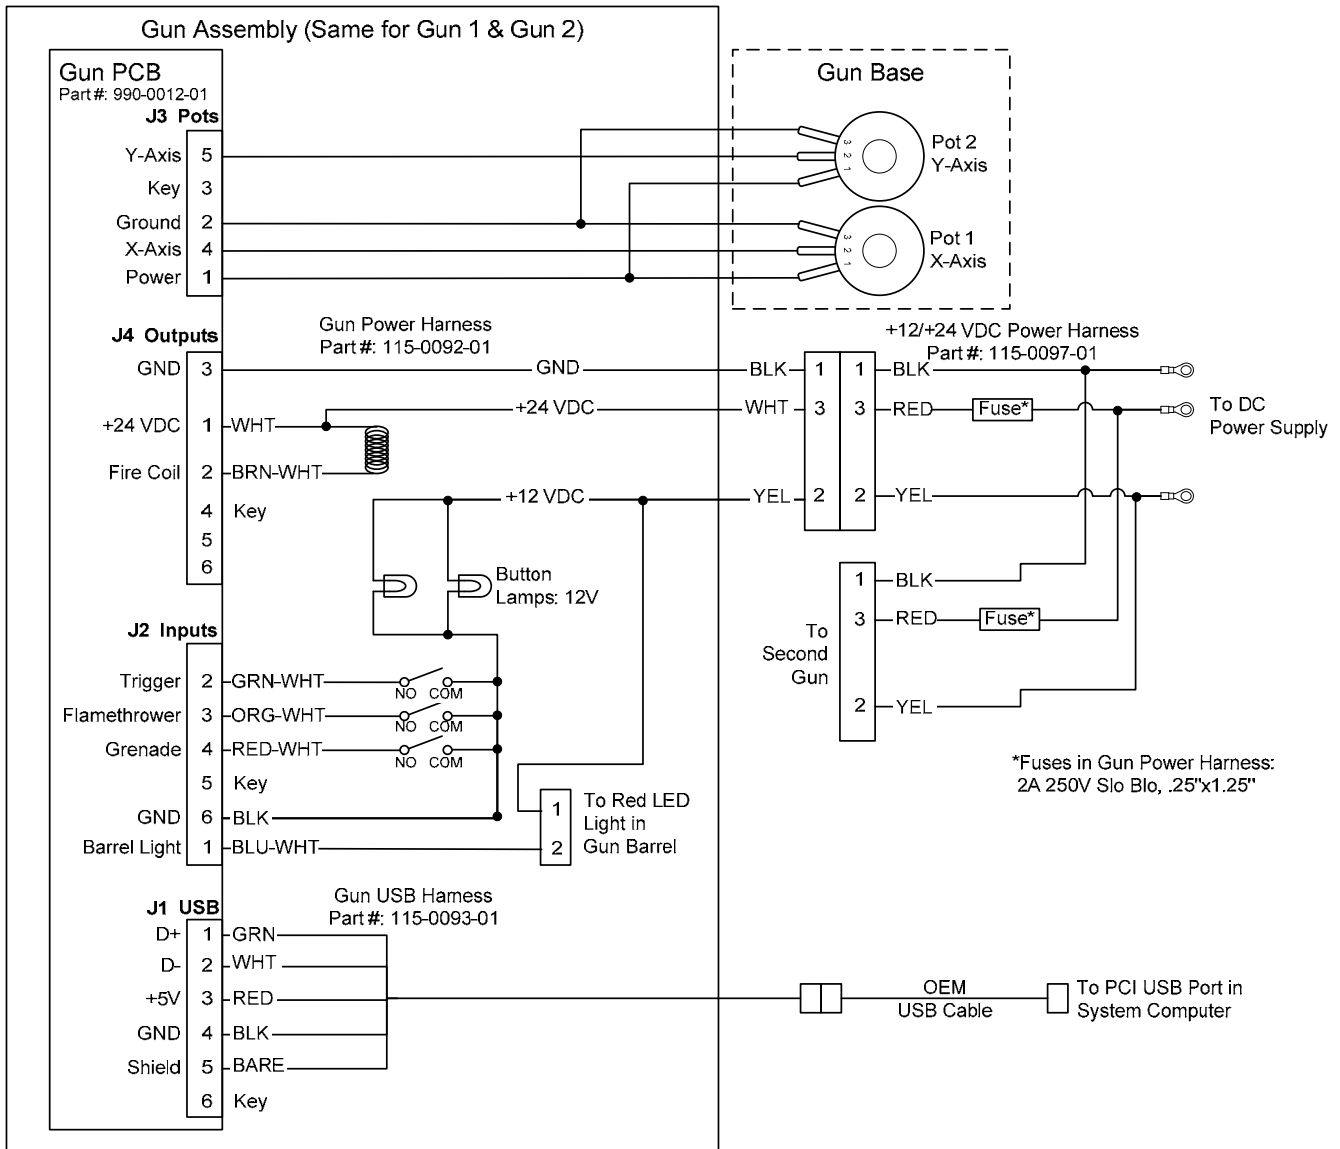 Gun Assembly (Same for Gun 1 & Gun 2)
Gun PCB
Part #: 990-0012-01
J3 Pots
Y-Axis 5
Key 3
Ground 2
X-Axis 4
Power 1
Gun Base
3
2
1
Pot 2
Y-Axis
3
2
1
Pot 1
X-Axis
J4 Outputs
Gun Power Harness
Part #: 115-0092-01
+12/+24 VDC Power Harness
Part #: 115-0097-01
GND 3 GND BLK 1 1 BLK
+24 VDC WHT 3 3 RED Fuse*
To DC
Power Supply
+24 VDC 1 WHT
Fire Coil 2 BRN-WHT
+12 VDC YEL 2 2 YEL
4 Key
5
6
Button
Lamps: 12V
1 BLK
3 RED Fuse*
2 YEL
To
Second
Gun
J2 Inputs
Trigger 2 GRN-WHT NO COM
Flamethrower 3 ORG-WHT NO COM
Grenade 4 RED-WHT NO COM
5 Key
GND 6 BLK
Barrel Light 1 BLU-WHT
1
2
To Red LED
Light in
Gun Barrel
*Fuses in Gun Power Harness:
2A 250V Slo Blo, .25"x1.25"
J1 USB
Gun USB Harness
Part #: 115-0093-01
D+ 1 GRN
D- 2 WHT
+5V 3 RED
GND 4 BLK
Shield 5 BARE
6 Key
OEM
USB Cable
To PCI USB Port in
System Computer